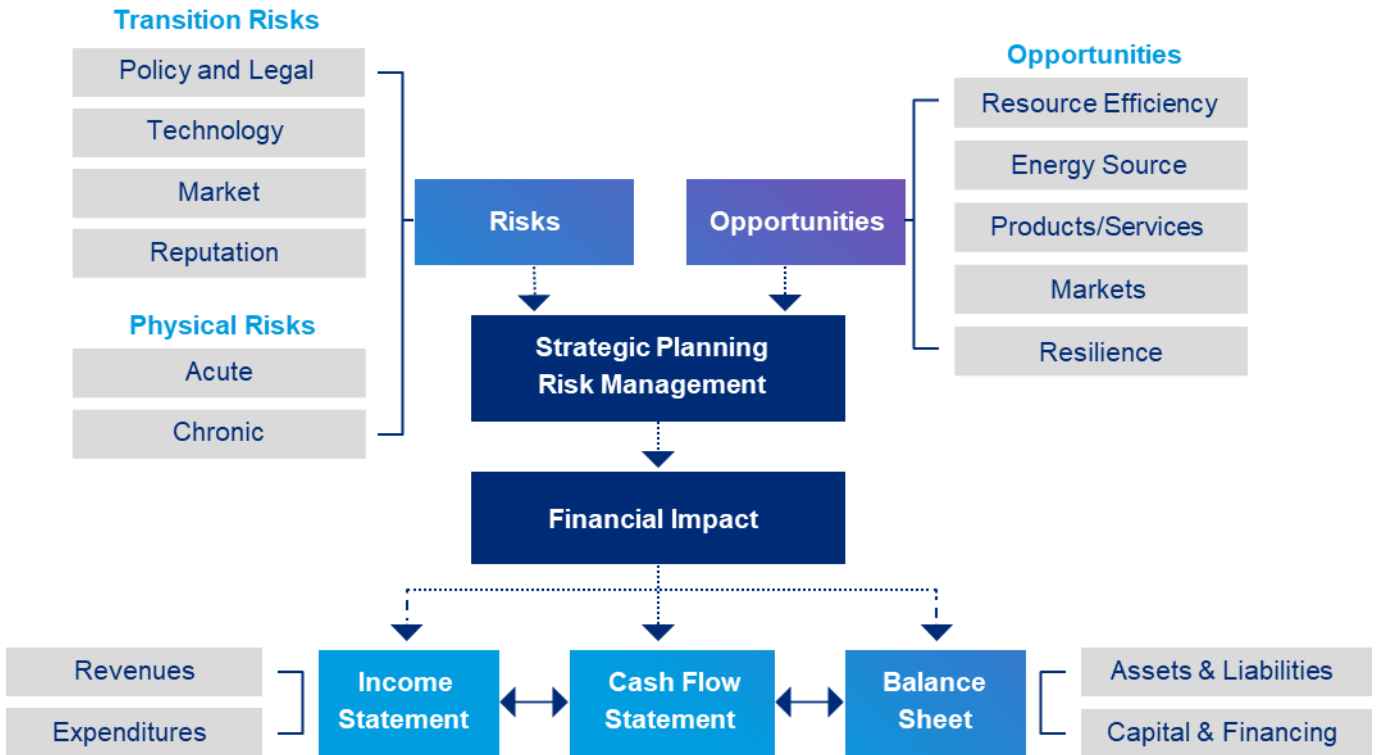 Transition Risks
Policy and Legal
Technology
Market
Reputation
Physical Risks
Acute
Chronic
Risks
Opportunities
Opportunities
Resource Efficiency
Energy Source
Products/Services
Markets
Resilience
Strategic Planning
Risk Management
Financial Impact
Revenues
Expenditures
Income
Statement
Cash Flow
Statement
Balance
Sheet
Assets & Liabilities
Capital & Financing